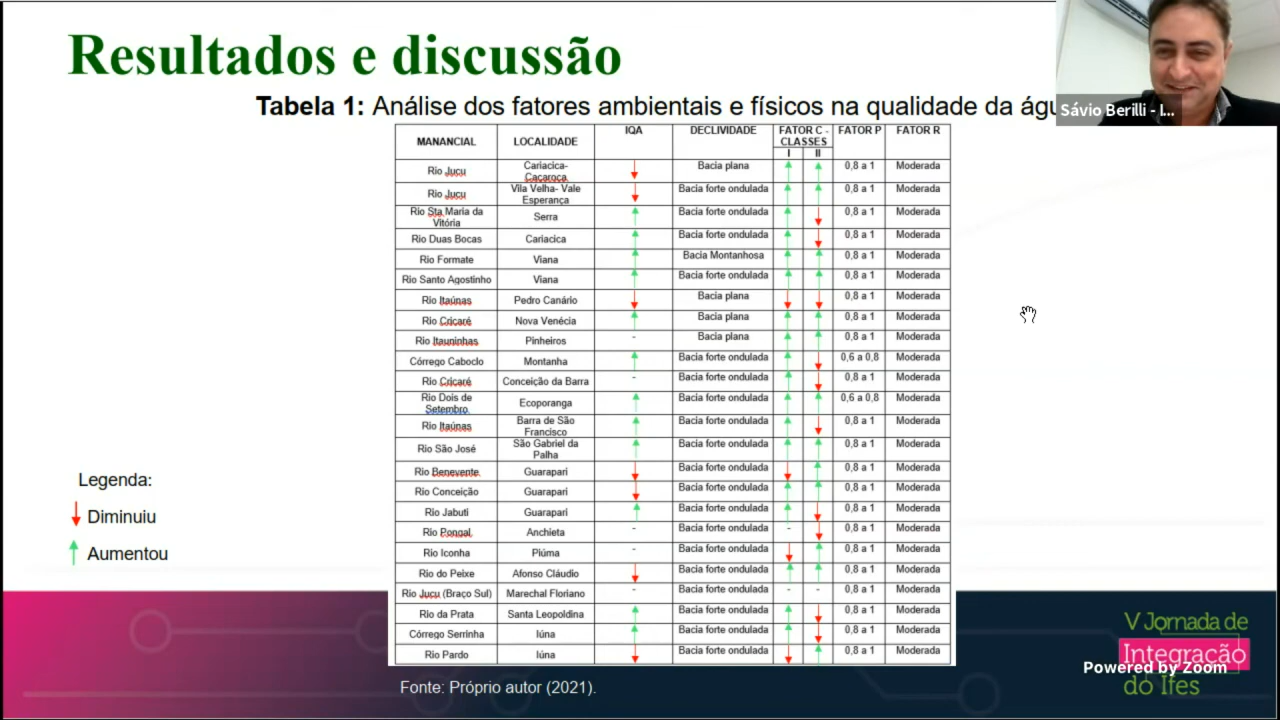 Resultados e discussão
Tabela 1: Análise dos fatores ambientais e físicos na qualidade da águ
Sávio Berilli - I...
MANANCIAL LOCALIDADE IQA DECLIVIDADE FATOR C - CLASSES FATOR P FATOR R
I II
Rio Jucu Cariacica- Caçaroca Bacia plana 0,8 a 1 Moderada
Rio Jucu Vila Velha- Vale Esperança Bacia forte ondulada 0,8 a 1 Moderada
Rio Sta Maria da Vitória Serra Bacia forte ondulada 0,8 a 1 Moderada
Rio Duas Bocas Cariacica Bacia forte ondulada 0,8 a 1 Moderada
Rio Formate Viana Bacia Montanhosa 0,8 a 1 Moderada
Rio Santo Agostinho Viana Bacia forte ondulada 0,8 a 1 Moderada
Rio Itaúnas Pedro Canário Bacia plana 0,8 a 1 Moderada
Rio Cricaré Nova Venécia Bacia plana 0,8 a 1 Moderada
Rio Itauninhas Pinheiros - Bacia plana 0,8 a 1 Moderada
Córrego Caboclo Montanha Bacia forte ondulada 0,6 a 0,8 Moderada
Rio Cricaré Conceição da Barra - Bacia forte ondulada 0,8 a 1 Moderada
Rio Dois de Setembro Ecoporanga Bacia forte ondulada 0,6 a 0,8 Moderada
Rio Itaúnas Barra de São Francisco Bacia forte ondulada 0,8 a 1 Moderada
Rio São José São Gabriel da Palha Bacia forte ondulada 0,8 a 1 Moderada
Rio Benevente Guarapari Bacia forte ondulada 0,8 a 1 Moderada
Rio Conceição Guarapari Bacia forte ondulada 0,8 a 1 Moderada
Rio Jabuti Guarapari Bacia forte ondulada 0,8 a 1 Moderada
Rio Pongal Anchieta - Bacia forte ondulada - 0,8 a 1 Moderada
Rio Iconha Piúma - Bacia forte ondulada 0,8 a 1 Moderada
Rio do Peixe Afonso Cláudio Bacia forte ondulada 0,8 a 1 Moderada
Rio Jucu (Braço Sul) Marechal Floriano - Bacia forte ondulada - - 0,8 a 1 Moderada
Rio da Prata Santa Leopoldina Bacia forte ondulada 0,8 a 1 Moderada
Córrego Serrinha Iúna Bacia forte ondulada 0,8 a 1 Moderada
Rio Pardo Iúna Bacia forte ondulada 0,8 a 1 Moderada
Legenda:
Diminuiu
Aumentou
Fonte: Próprio autor (2021).
V Jornada de
Integração
do Ifes
Powered by Zoom